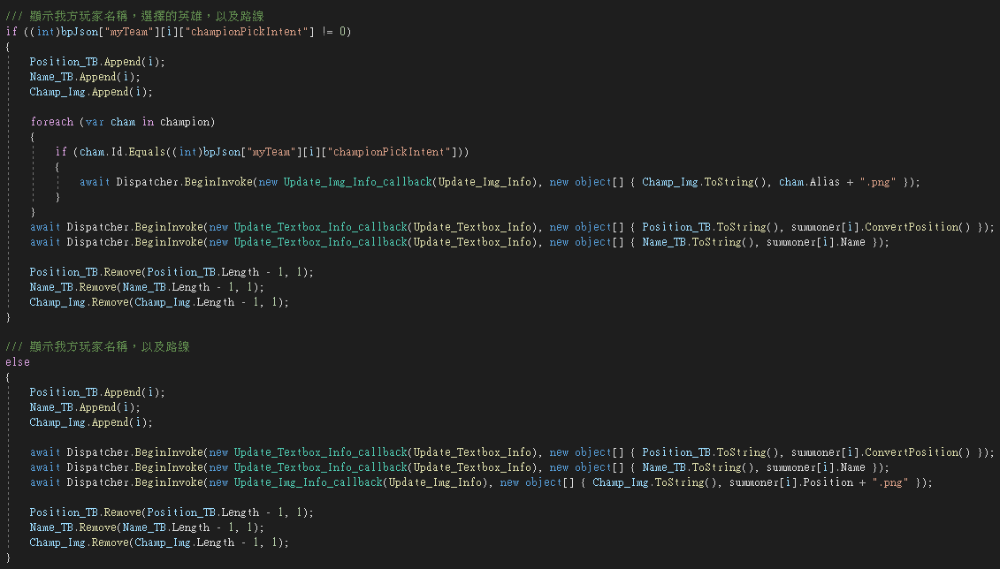 /// 顯示我方玩家名稱，選擇的英雄，以及路線
if ((int)bpJson["myTeam"][i]["championPickIntent"] != 0)
{
    Position_TB.Append(i);
    Name_TB.Append(i);
    Champ_Img.Append(i);

    foreach (var cham in champion)
    {
        if (cham.Id.Equals((int)bpJson["myTeam"][i]["championPickIntent"]))
        {
            await Dispatcher.BeginInvoke(new Update_Img_Info_callback(Update_Img_Info), new object[] { Champ_Img.ToString(), cham.Alias + ".png" });
        }
    }
    await Dispatcher.BeginInvoke(new Update_Textbox_Info_callback(Update_Textbox_Info), new object[] { Position_TB.ToString(), summoner[i].ConvertPosition() });
    await Dispatcher.BeginInvoke(new Update_Textbox_Info_callback(Update_Textbox_Info), new object[] { Name_TB.ToString(), summoner[i].Name });

    Position_TB.Remove(Position_TB.Length - 1, 1);
    Name_TB.Remove(Name_TB.Length - 1, 1);
    Champ_Img.Remove(Champ_Img.Length - 1, 1);
}

/// 顯示我方玩家名稱，以及路線
else
{
    Position_TB.Append(i);
    Name_TB.Append(i);
    Champ_Img.Append(i);

    await Dispatcher.BeginInvoke(new Update_Textbox_Info_callback(Update_Textbox_Info), new object[] { Position_TB.ToString(), summoner[i].ConvertPosition() });
    await Dispatcher.BeginInvoke(new Update_Textbox_Info_callback(Update_Textbox_Info), new object[] { Name_TB.ToString(), summoner[i].Name });
    await Dispatcher.BeginInvoke(new Update_Img_Info_callback(Update_Img_Info), new object[] { Champ_Img.ToString(), summoner[i].Position + ".png" });

    Position_TB.Remove(Position_TB.Length - 1, 1);
    Name_TB.Remove(Name_TB.Length - 1, 1);
    Champ_Img.Remove(Champ_Img.Length - 1, 1);
}